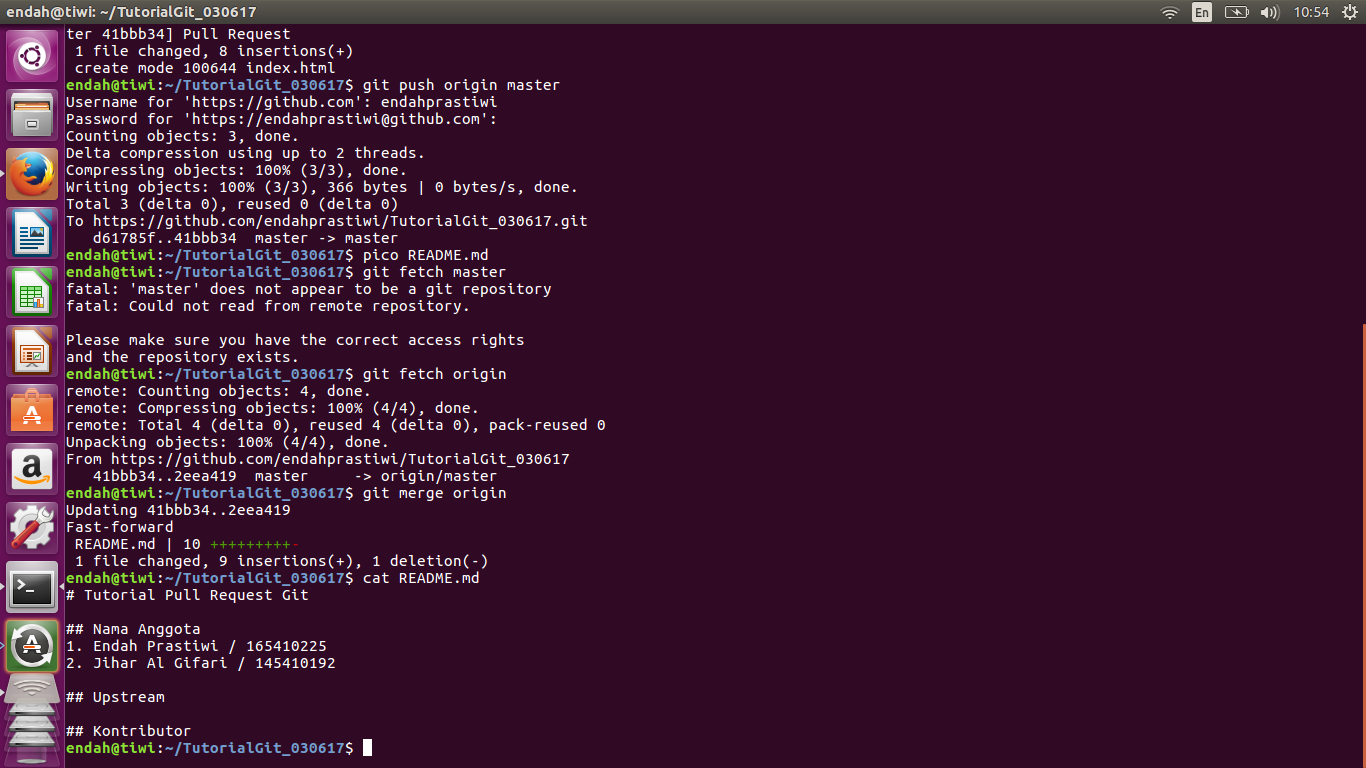 endah@tiwi: ~/TutorialGit_030617
En
10:54
ter 41bbb34] Pull Request
 1 file changed, 8 insertions(+)
 create mode 100644 index.html
endah@tiwi:~/TutorialGit_030617$ git push origin master
Username for 'https://github.com': endahprastiwi
Password for 'https://endahprastiwi@github.com':
Counting objects: 3, done.
Delta compression using up to 2 threads.
Compressing objects: 100% (3/3), done.
Writing objects: 100% (3/3), 366 bytes | 0 bytes/s, done.
Total 3 (delta 0), reused 0 (delta 0)
To https://github.com/endahprastiwi/TutorialGit_030617.git
   d61785f..41bbb34  master -> master
endah@tiwi:~/TutorialGit_030617$ pico README.md
endah@tiwi:~/TutorialGit_030617$ git fetch master
fatal: 'master' does not appear to be a git repository
fatal: Could not read from remote repository.

Please make sure you have the correct access rights
and the repository exists.
endah@tiwi:~/TutorialGit_030617$ git fetch origin
remote: Counting objects: 4, done.
remote: Compressing objects: 100% (4/4), done.
remote: Total 4 (delta 0), reused 4 (delta 0), pack-reused 0
Unpacking objects: 100% (4/4), done.
From https://github.com/endahprastiwi/TutorialGit_030617
   41bbb34..2eea419  master     -> origin/master
endah@tiwi:~/TutorialGit_030617$ git merge origin
Updating 41bbb34..2eea419
Fast-forward
 README.md | 10 +++++++++-
 1 file changed, 9 insertions(+), 1 deletion(-)
endah@tiwi:~/TutorialGit_030617$ cat README.md
# Tutorial Pull Request Git

## Nama Anggota
1. Endah Prastiwi / 165410225
2. Jihar Al Gifari / 145410192

## Upstream

## Kontributor
endah@tiwi:~/TutorialGit_030617$